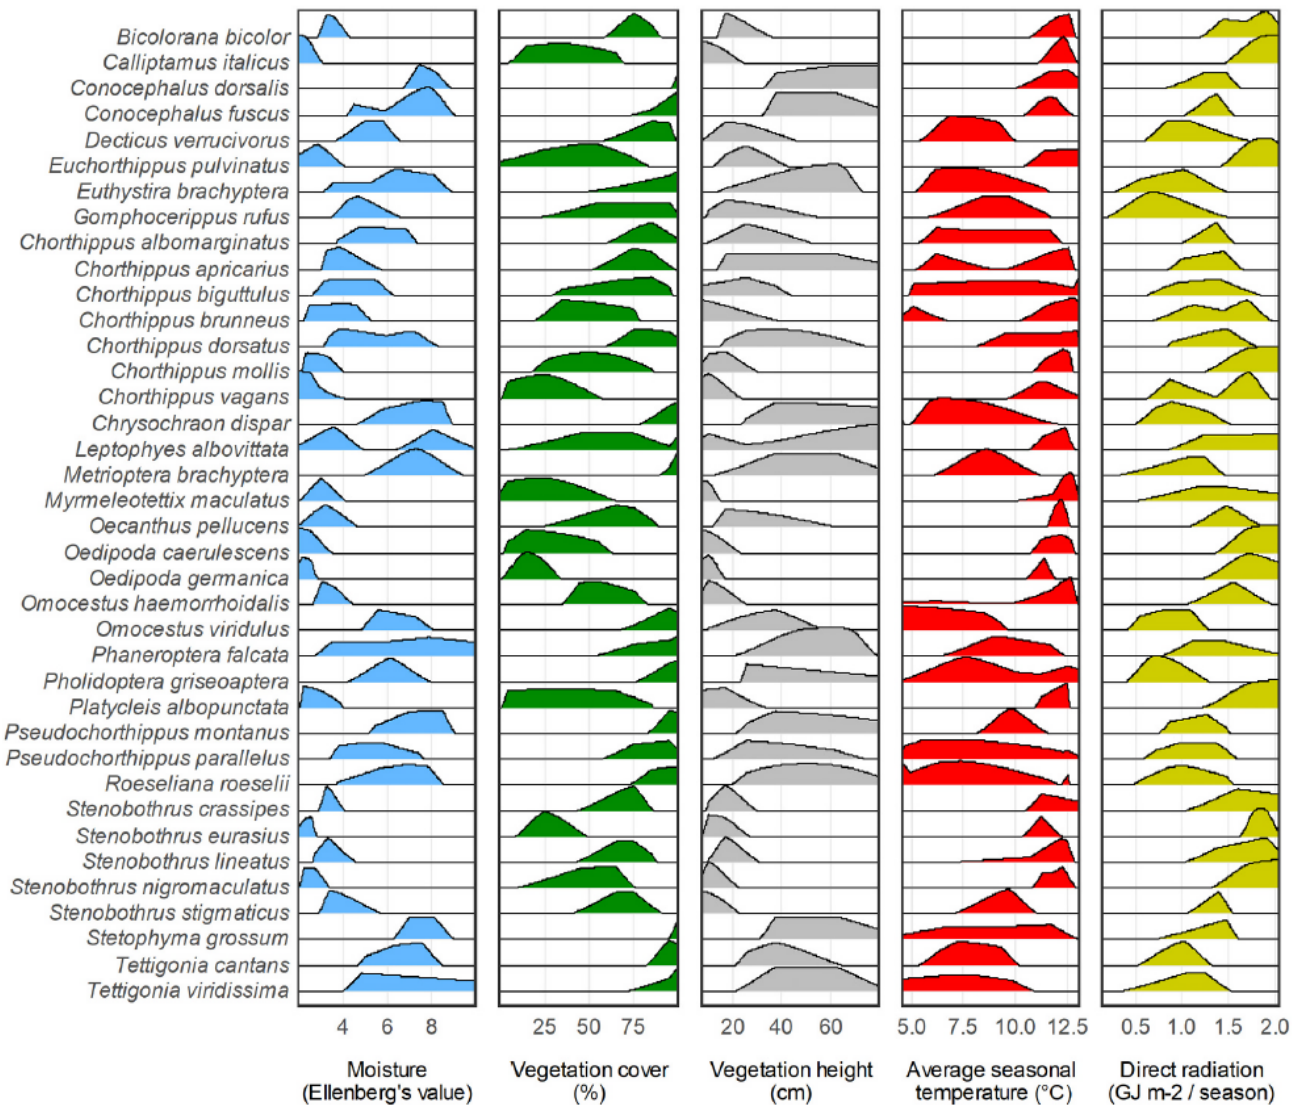 Bicolorana bicolor
Calliptamus italicus
Conocephalus dorsalis
Conocephalus fuscus
Decticus verrucivorus
Euchorthippus pulvinatus
Euthystira brachyptera
Gomphocerippus rufus
Chorthippus albomarginatus
Chorthippus apricarius
Chorthippus biguttulus
Chorthippus brunneus
Chorthippus dorsatus
Chorthippus mollis
Chorthippus vagans
Chrysochraon dispar
Leptophyes albovittata
Metrioptera brachyptera
Myrmeleotettix maculatus
Oecanthus pellucens
Oedipoda caerulescens
Oedipoda germanica
Omocestus haemorrhoidalis
Omocestus viridulus
Phaneroptera falcata
Pholidoptera griseoaptera
Platycleis albopunctata
Pseudochorthippus montanus
Pseudochorthippus parallelus
Roeseliana roeselii
Stenobothrus crassipes
Stenobothrus eurasius
Stenobothrus lineatus
Stenobothrus nigromaculatus
Stenobothrus stigmaticus
Stetophyma grossum
Tettigonia cantans
Tettigonia viridissima
4 6 8 25 50 75 20 40 60 5.0 7.5 10.0 12.5 0.5 1.0 1.5 2.0
Moisture Vegetation cover Vegetation height Average seasonal Direct radiation
(Ellenberg's value) (%) (cm) temperature (°C) (GJ m-2 / season)